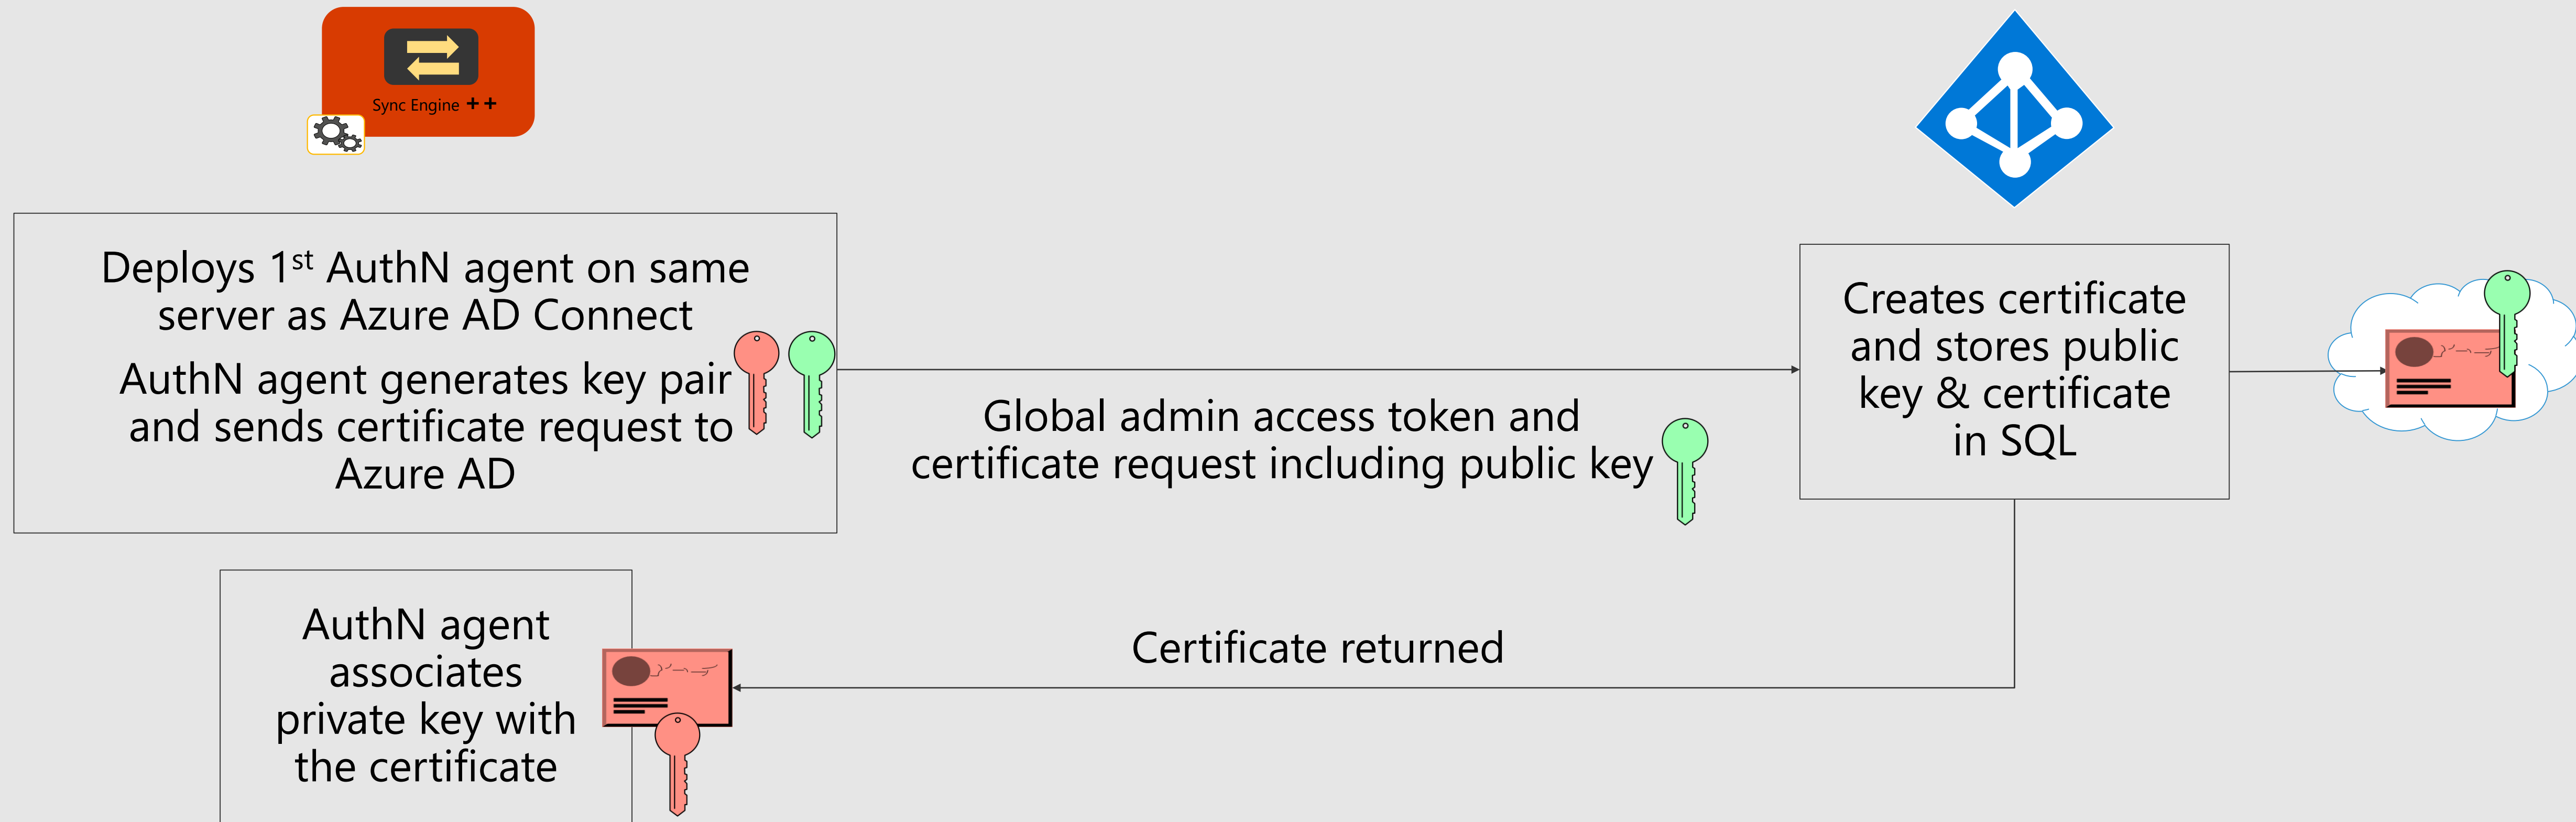 Sync Engine ++
Deploys 1st AuthN agent on same
server as Azure AD Connect
AuthN agent generates key pair
and sends certificate request to
Azure AD
Global admin access token and
certificate request including public key
Creates certificate
and stores public
key & certificate
in SQL
Certificate returned
AuthN agent
associates
private key with
the certificate